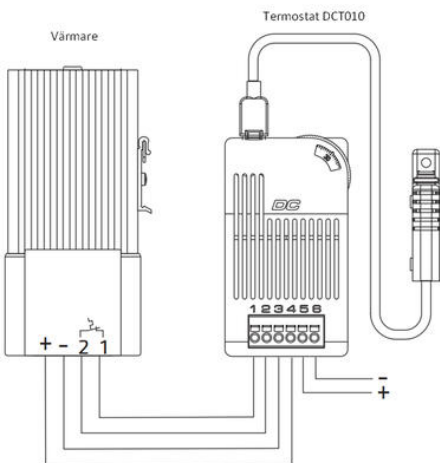 Termostat DCT010
Värmare
DC
1 2 3 4 5 6
+ − 2 1
−
+